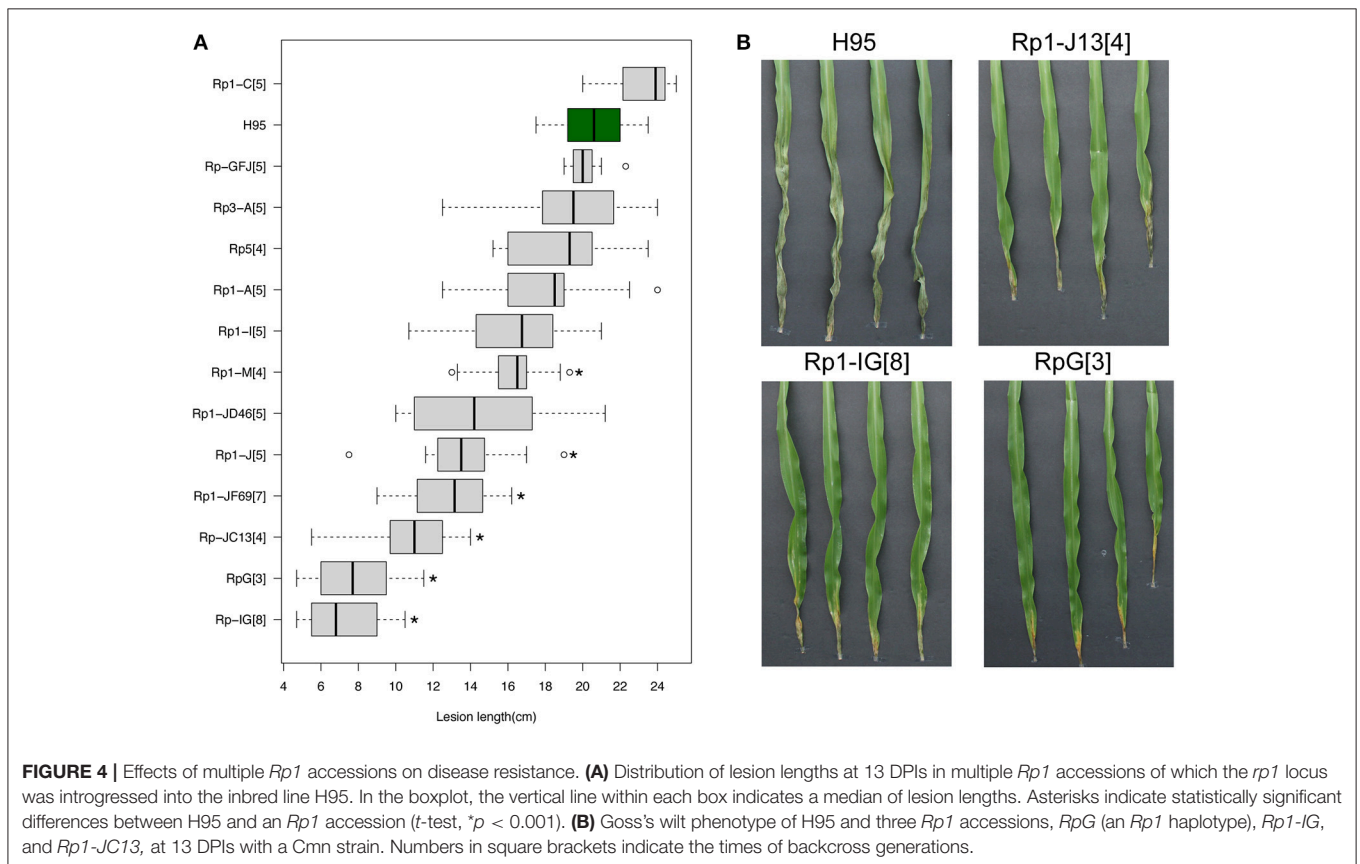 A
Rp1-C[5]
H95
Rp-GFJ[5]
Rp3-A[5]
Rp5[4]
Rp1-A[5]
Rp1-I[5]
Rp1-M[4]
*
Rp1-JD46[5]
Rp1-J[5]
*
Rp1-JF69[7]
*
Rp-JC13[4]
*
RpG[3]
*
Rp-IG[8]
*
4 6 8 10 12 14 16 18 20 22 24
Lesion length(cm)
B
H95
Rp1-J13[4]
Rp1-IG[8]
RpG[3]
FIGURE 4 | Effects of multiple Rp1 accessions on disease resistance. (A) Distribution of lesion lengths at 13 DPIs in multiple Rp1 accessions of which the rp1 locus
was introgressed into the inbred line H95. In the boxplot, the vertical line within each box indicates a median of lesion lengths. Asterisks indicate statistically significant
differences between H95 and an Rp1 accession (t-test, *p < 0.001). (B) Goss's wilt phenotype of H95 and three Rp1 accessions, RpG (an Rp1 haplotype), Rp1-IG,
and Rp1-JC13, at 13 DPIs with a Cmn strain. Numbers in square brackets indicate the times of backcross generations.